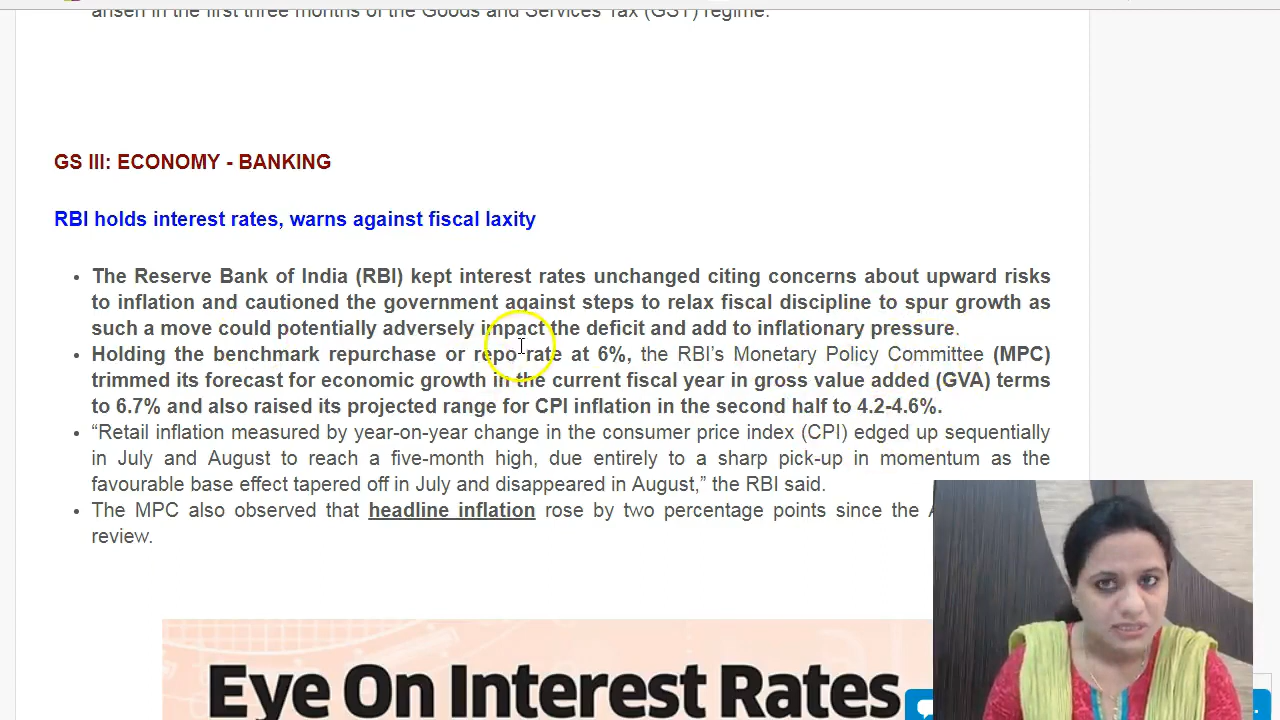 arisen in the first three months of the Goods and Services Tax (GST) regime.
GS III: ECONOMY - BANKING
RBI holds interest rates, warns against fiscal laxity
• The Reserve Bank of India (RBI) kept interest rates unchanged citing concerns about upward risks
to inflation and cautioned the government against steps to relax fiscal discipline to spur growth as
such a move could potentially adversely impact the deficit and add to inflationary pressure.
• Holding the benchmark repurchase or repo rate at 6%, the RBI’s Monetary Policy Committee (MPC)
trimmed its forecast for economic growth in the current fiscal year in gross value added (GVA) terms
to 6.7% and also raised its projected range for CPI inflation in the second half to 4.2-4.6%.
• “Retail inflation measured by year-on-year change in the consumer price index (CPI) edged up sequentially
in July and August to reach a five-month high, due entirely to a sharp pick-up in momentum as the
favourable base effect tapered off in July and disappeared in August,” the RBI said.
• The MPC also observed that headline inflation rose by two percentage points since the
review.
Eye On Interest Rates